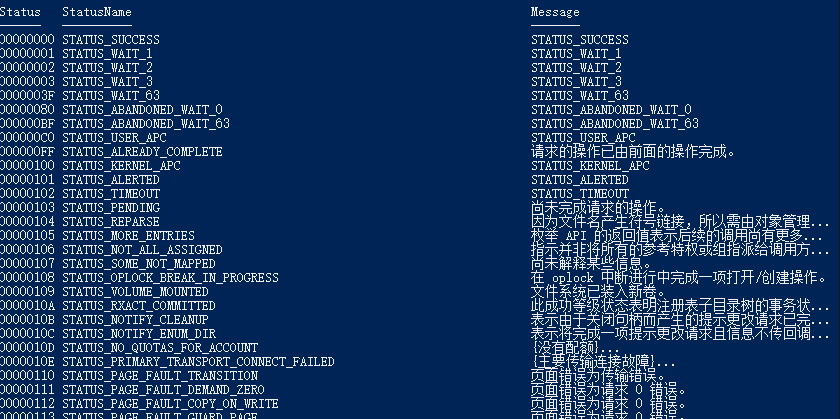 Status StatusName Message
00000000 STATUS_SUCCESS STATUS_SUCCESS
00000001 STATUS_WAIT_1 STATUS_WAIT_1
00000002 STATUS_WAIT_2 STATUS_WAIT_2
00000003 STATUS_WAIT_3 STATUS_WAIT_3
0000003F STATUS_WAIT_63 STATUS_WAIT_63
00000080 STATUS_ABANDONED_WAIT_0 STATUS_ABANDONED_WAIT_0
000000BF STATUS_ABANDONED_WAIT_63 STATUS_ABANDONED_WAIT_63
000000C0 STATUS_USER_APC STATUS_USER_APC
000000FF STATUS_ALREADY_COMPLETE 请求的操作已由前面的操作完成。
00000100 STATUS_KERNEL_APC STATUS_KERNEL_APC
00000101 STATUS_ALERTED STATUS_ALERTED
00000102 STATUS_TIMEOUT STATUS_TIMEOUT
00000103 STATUS_PENDING 尚未完成请求的操作。
00000104 STATUS_REPARSE 因为文件名产生符号链接，所以需由对象管理...
00000105 STATUS_MORE_ENTRIES 枚举 API 的返回值表示后续的调用尚有更多...
00000106 STATUS_NOT_ALL_ASSIGNED 指示并非将所有的参考特权或组指派给调用方...
00000107 STATUS_SOME_NOT_MAPPED 尚未解释某些信息。
00000108 STATUS_OPLOCK_BREAK_IN_PROGRESS 在 oplock 中断进行中完成一项打开/创建操作。
00000109 STATUS_VOLUME_MOUNTED 文件系统已装入新卷。
0000010A STATUS_RXACT_COMMITTED 此成功等级状态表明注册表子目录树的事务状...
0000010B STATUS_NOTIFY_CLEANUP 表示由于关闭句柄而产生的提示更改请求已完...
0000010C STATUS_NOTIFY_ENUM_DIR 表示将完成一项提示更改请求且信息不传回调...
0000010D STATUS_NO_QUOTAS_FOR_ACCOUNT {没有配额}...
0000010E STATUS_PRIMARY_TRANSPORT_CONNECT_FAILED {主要传输连接故障}...
00000110 STATUS_PAGE_FAULT_TRANSITION 页面错误为传输错误。
00000111 STATUS_PAGE_FAULT_DEMAND_ZERO 页面错误为请求 0 错误。
00000112 STATUS_PAGE_FAULT_COPY_ON_WRITE 页面错误为请求 0 错误。
00000113 STATUS_PAGE_FAULT_GUARD_PAGE 页面错误为请求 0 错误。